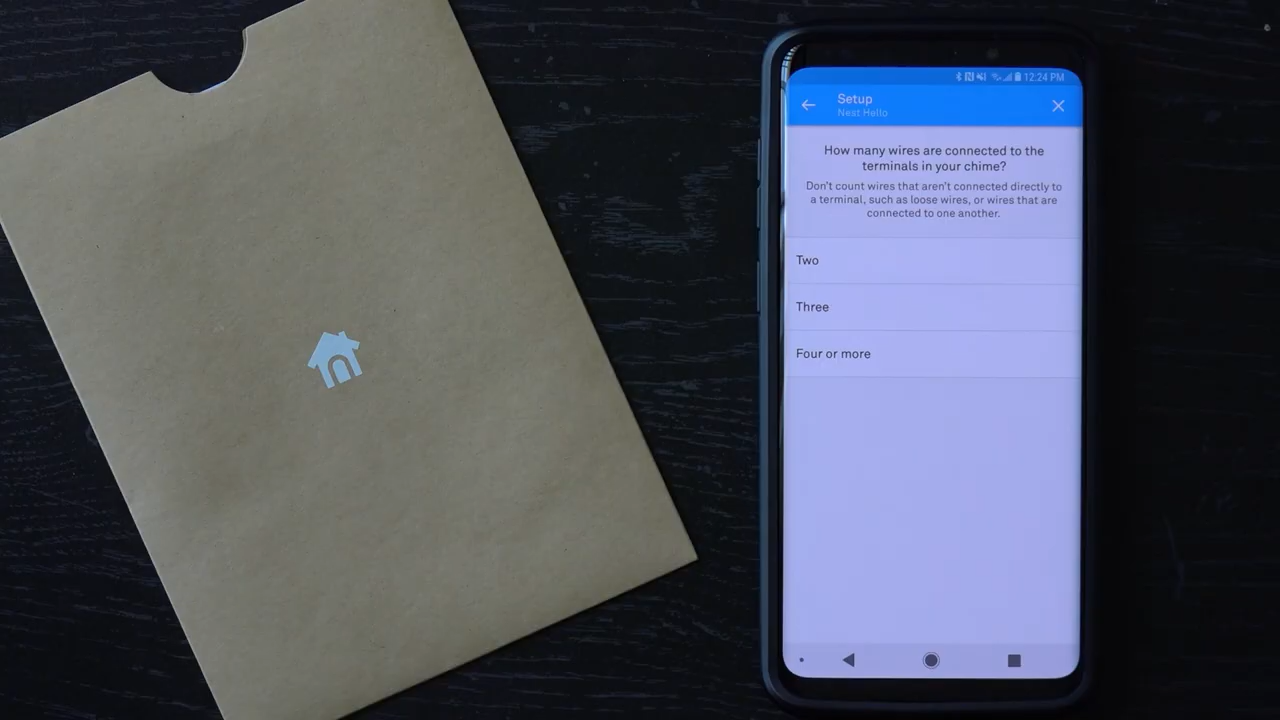 12:24 PM
Setup
Nest Hello
How many wires are connected to the
terminals in your chime?
Don't count wires that aren't connected directly to
a terminal, such as loose wires, or wires that are
connected to one another.
Two
Three
Four or more